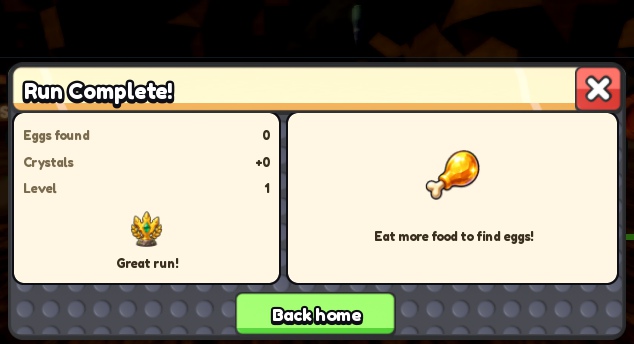 Run Complete!
Eggs found 0
Crystals +0
Level 1
Great run!
Eat more food to find eggs!
Back home